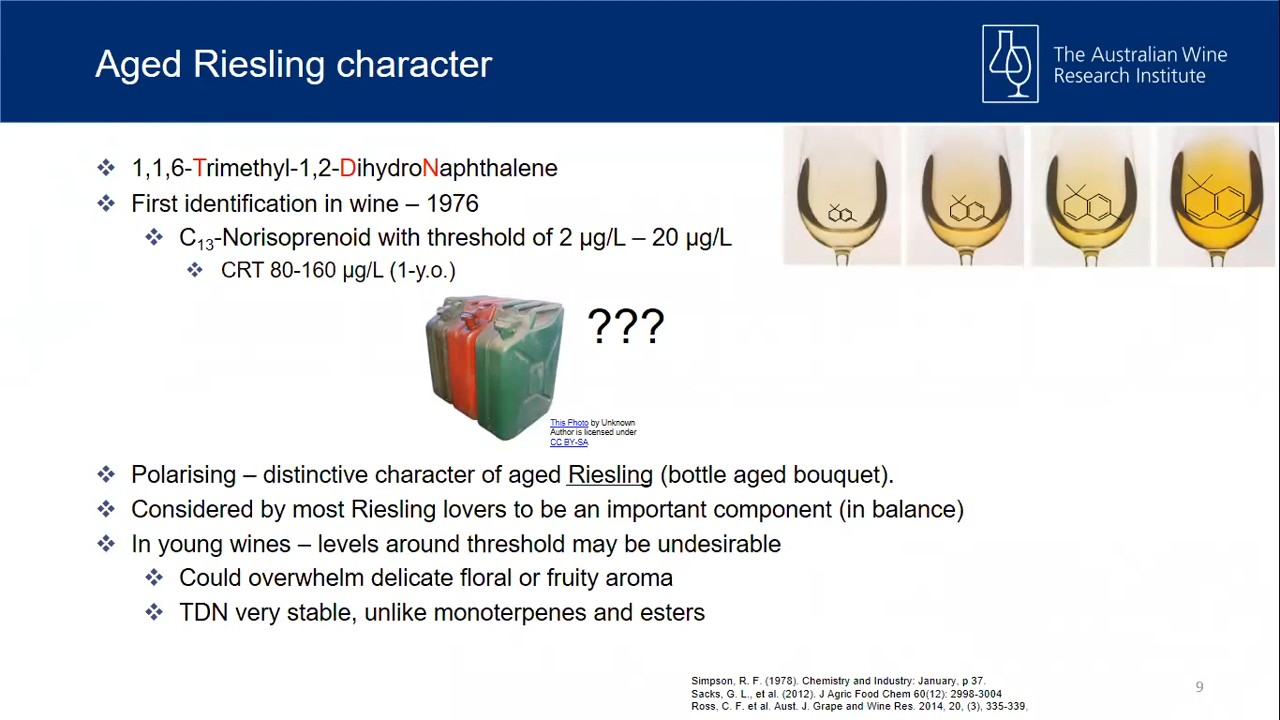 Aged Riesling character
The Australian Wine
Research Institute
1,1,6-Trimethyl-1,2-DihydroNaphthalene
First identification in wine – 1976
C₁₃-Norisoprenoid with threshold of 2 µg/L – 20 µg/L
CRT 80-160 µg/L (1-y.o.)
???
This Photo by Unknown
Author is licensed under
CC BY-SA
Polarising – distinctive character of aged Riesling (bottle aged bouquet).
Considered by most Riesling lovers to be an important component (in balance)
In young wines – levels around threshold may be undesirable
Could overwhelm delicate floral or fruity aroma
TDN very stable, unlike monoterpenes and esters
Simpson, R. F. (1978). Chemistry and Industry: January, p 37.
Sacks, G. L., et al. (2012). J Agric Food Chem 60(12): 2998-3004
Ross, C. F. et al. Aust. J. Grape and Wine Res. 2014, 20, (3), 335-339,
9